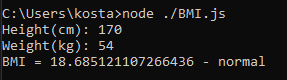 C:\Users\kosta>node ./BMI.js
Height(cm): 170
Weight(kg): 54
BMI = 18.685121107266436 - normal